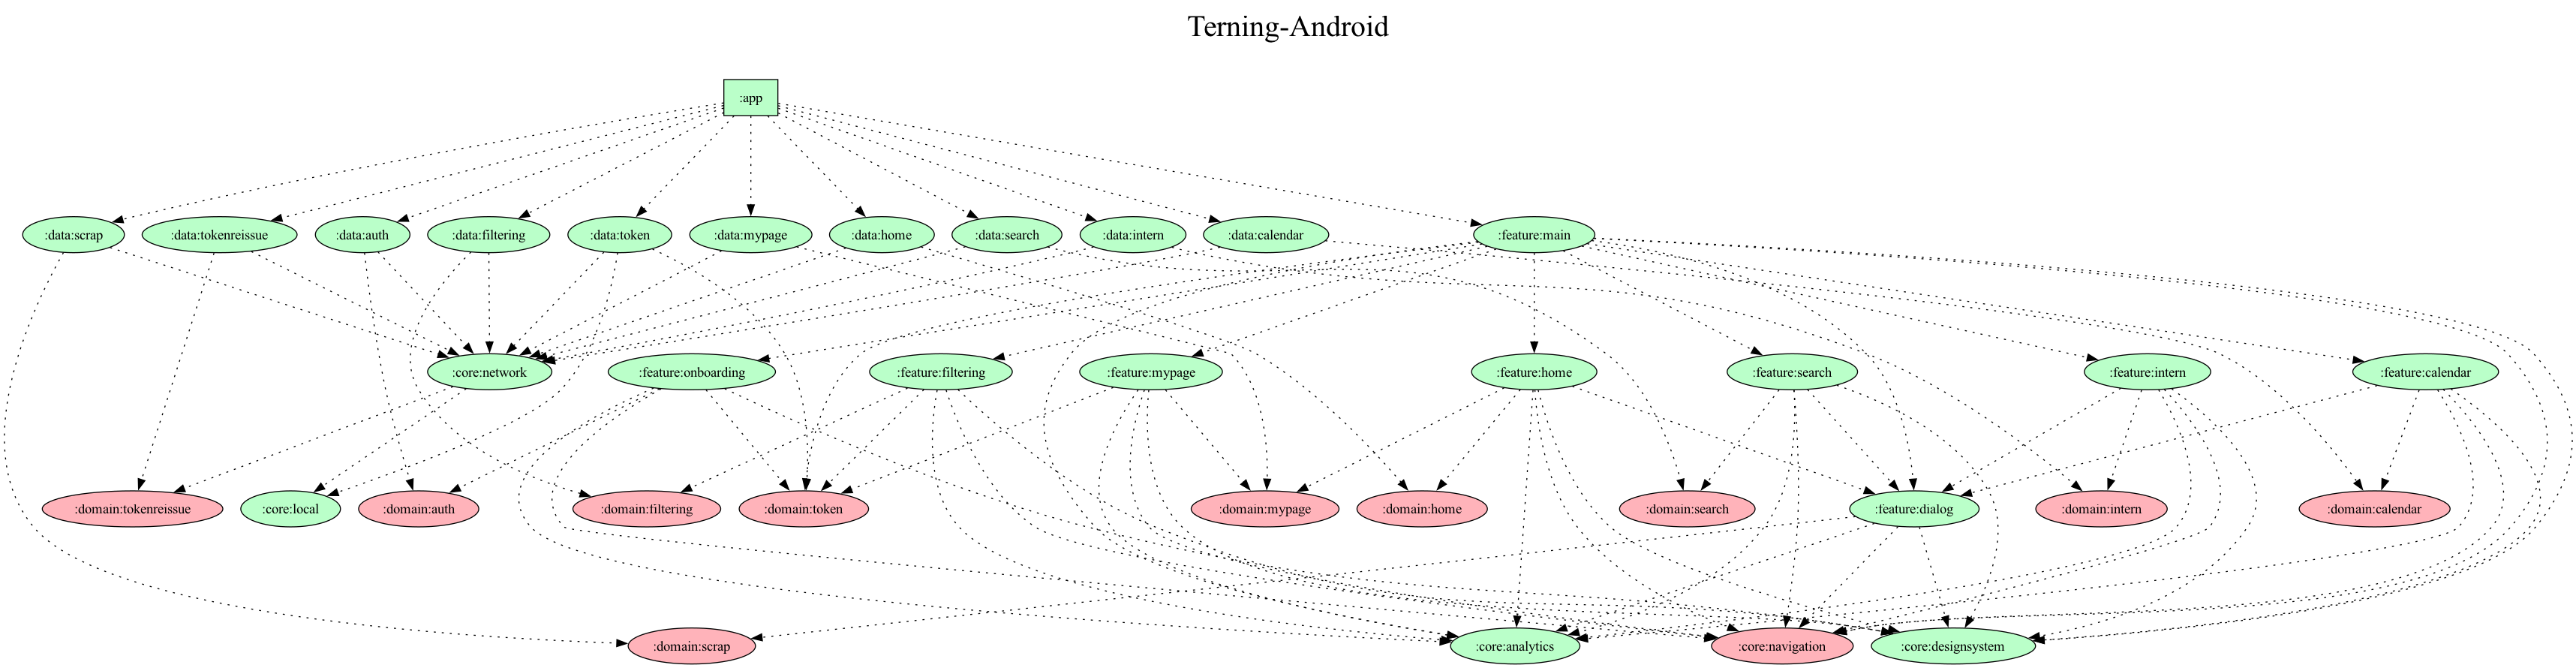 Terning-Android
:app
:data:scrap
:data:tokenreissue
:data:auth
:data:filtering
:data:token
:data:mypage
:data:home
:data:search
:data:intern
:data:calendar
:feature:main
:core:network
:feature:onboarding
:feature:filtering
:feature:mypage
:feature:home
:feature:search
:feature:intern
:feature:calendar
:domain:tokenreissue
:core:local
:domain:auth
:domain:filtering
:domain:token
:domain:mypage
:domain:home
:domain:search
:feature:dialog
:domain:intern
:domain:calendar
:domain:scrap
:core:analytics
:core:navigation
:core:designsystem